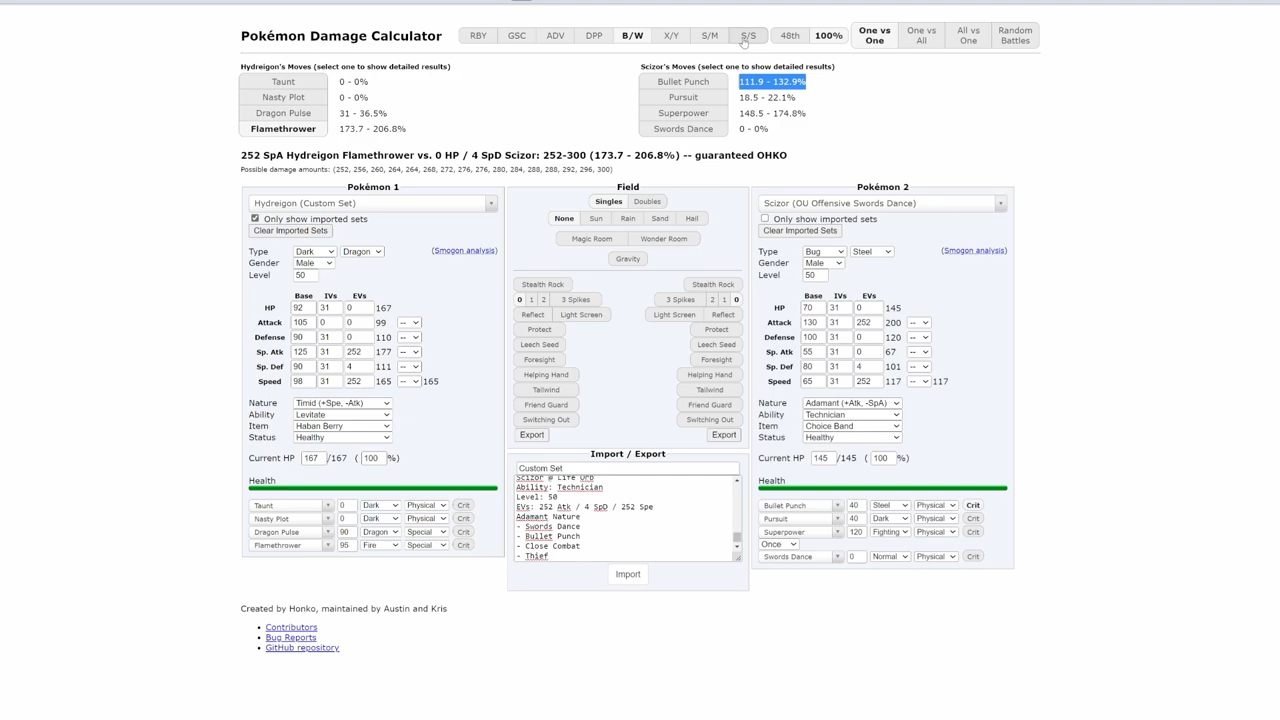 Pokémon Damage Calculator
RBY GSC ADV DPP B/W X/Y S/M S/S 48th 100% One vs One One vs All All vs One Random Battles
Hydreigon's Moves (select one to show detailed results)
Taunt 0 - 0%
Nasty Plot 0 - 0%
Dragon Pulse 31 - 36.5%
Flamethrower 173.7 - 206.8%
Scizor's Moves (select one to show detailed results)
Bullet Punch 111.9 - 132.9%
Pursuit 18.5 - 22.1%
Superpower 148.5 - 174.8%
Swords Dance 0 - 0%
252 SpA Hydreigon Flamethrower vs. 0 HP / 4 SpD Scizor: 252-300 (173.7 - 206.8%) -- guaranteed OHKO
Possible damage amounts: (252, 256, 260, 264, 264, 268, 272, 276, 276, 280, 284, 288, 288, 292, 296, 300)
Pokémon 1
Hydreigon (Custom Set)
Only show imported sets
Clear Imported Sets
Type Dark Dragon (Smogon analysis)
Gender Male
Level 50
Base IVs EVs
HP 92 31 0 167
Attack 105 0 0 99 --
Defense 90 31 0 110 --
Sp. Atk 125 31 252 177 --
Sp. Def 90 31 4 111 --
Speed 98 31 252 165 -- 165
Nature Timid (+Spe, -Atk)
Ability Levitate
Item Haban Berry
Status Healthy
Current HP 167 /167 ( 100 %)
Health
Taunt 0 Dark Physical Crit
Nasty Plot 0 Dark Physical Crit
Dragon Pulse 90 Dragon Special Crit
Flamethrower 95 Fire Special Crit
Field
Singles Doubles
None Sun Rain Sand Hail
Magic Room Wonder Room
Gravity
Stealth Rock Stealth Rock
0 1 2 3 Spikes 3 Spikes 2 1 0
Reflect Light Screen Light Screen Reflect
Protect Protect
Leech Seed Leech Seed
Foresight Foresight
Helping Hand Helping Hand
Tailwind Tailwind
Friend Guard Friend Guard
Switching Out Switching Out
Export Export
Import / Export
Custom Set
Scizor @ Life Orb
Ability: Technician
Level: 50
EVs: 252 Atk / 4 SpD / 252 Spe
Adamant Nature
- Swords Dance
- Bullet Punch
- Close Combat
- Thief
Import
Pokémon 2
Scizor (OU Offensive Swords Dance)
Only show imported sets
Clear Imported Sets
Type Bug Steel (Smogon analysis)
Gender Male
Level 50
Base IVs EVs
HP 70 31 0 145
Attack 130 31 252 200 --
Defense 100 31 0 120 --
Sp. Atk 55 31 0 67 --
Sp. Def 80 31 4 101 --
Speed 65 31 252 117 -- 117
Nature Adamant (+Atk, -SpA)
Ability Technician
Item Choice Band
Status Healthy
Current HP 145 /145 ( 100 %)
Health
Bullet Punch 40 Steel Physical Crit
Pursuit 40 Dark Physical Crit
Superpower 120 Fighting Physical Crit
Once
Swords Dance 0 Normal Physical Crit
Created by Honko, maintained by Austin and Kris
Contributors
Bug Reports
GitHub repository